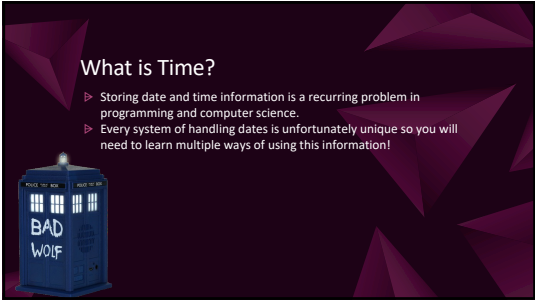 What is Time?
Storing date and time information is a recurring problem in
programming and computer science.
Every system of handling dates is unfortunately unique so you will
need to learn multiple ways of using this information!
BAD
WOLF